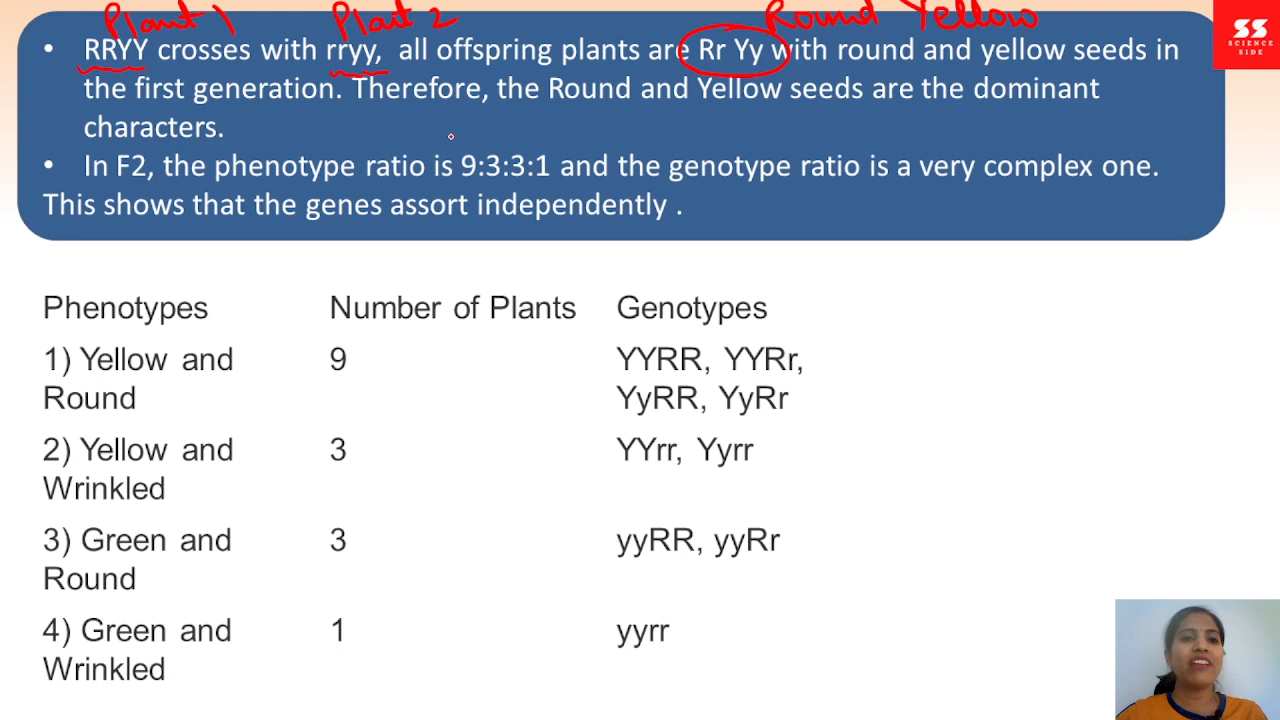 Plant 1 Plant 2 Round Yellow
• RRYY crosses with rryy, all offspring plants are Rr Yy with round and yellow seeds in
the first generation. Therefore, the Round and Yellow seeds are the dominant
characters.
• In F2, the phenotype ratio is 9:3:3:1 and the genotype ratio is a very complex one.
This shows that the genes assort independently .
SS
SCIENCE
SIDE
Phenotypes Number of Plants Genotypes
1) Yellow and 9 YYRR, YYRr,
Round YyRR, YyRr
2) Yellow and 3 YYrr, Yyrr
Wrinkled
3) Green and 3 yyRR, yyRr
Round
4) Green and 1 yyrr
Wrinkled